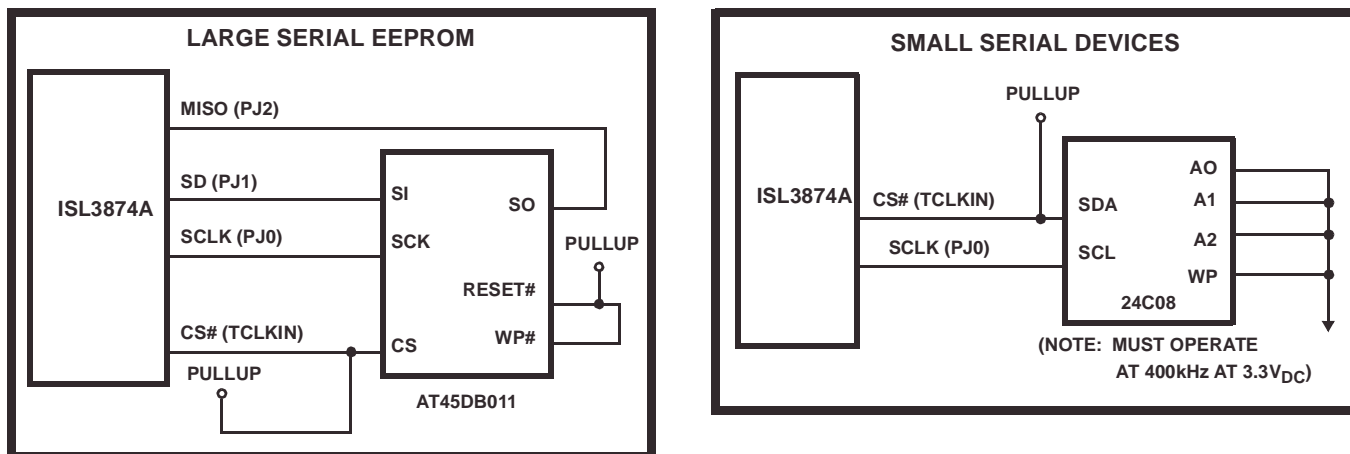 LARGE SERIAL EEPROM
ISL3874A
MISO (PJ2)
SD (PJ1)
SCLK (PJ0)
CS# (TCLKIN)
PULLUP
SI
SCK
CS
SO
RESET#
WP#
PULLUP
AT45DB011
SMALL SERIAL DEVICES
ISL3874A
PULLUP
CS# (TCLKIN)
SCLK (PJ0)
SDA
SCL
AO
A1
A2
WP
24C08
(NOTE: MUST OPERATE
AT 400kHz AT 3.3VDC)